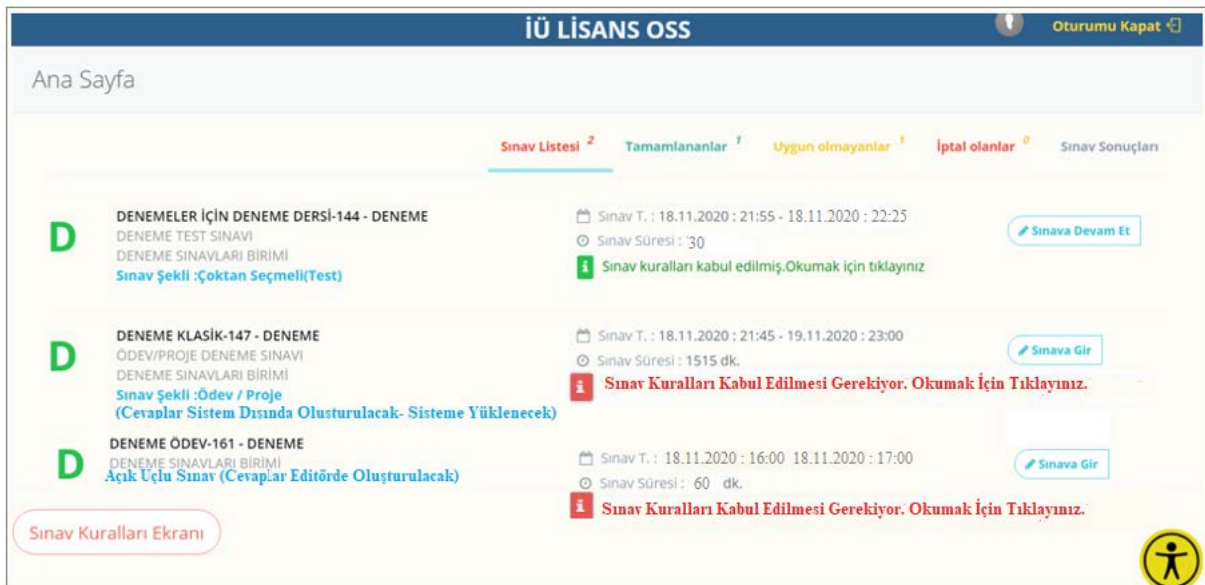 İÜ LİSANS OSS
Oturumu Kapat
Ana Sayfa
Sınav Listesi 2 Tamamlananlar 1 Uygun olmayanlar 1 İptal olanlar 0 Sınav Sonuçları
D
DENEMELER İÇİN DENEME DERSİ-144 - DENEME
DENEME TEST SINAVI
DENEME SINAVLARI BİRİMİ
Sınav Şekli :Çoktan Seçmeli(Test)
Sınav T. : 18.11.2020 : 21:55 - 18.11.2020 : 22:25
Sınav Süresi : 30
i Sınav kuralları kabul edilmiş.Okumak için tıklayınız
Sınava Devam Et
D
DENEME KLASİK-147 - DENEME
ÖDEV/PROJE DENEME SINAVI
DENEME SINAVLARI BİRİMİ
Sınav Şekli :Ödev / Proje
(Cevaplar Sistem Dısında Olusturulacak- Sisteme Yüklenecek)
Sınav T. : 18.11.2020 : 21:45 - 19.11.2020 : 23:00
Sınav Süresi : 1515 dk.
i Sınav Kuralları Kabul Edilmesi Gerekiyor. Okumak İçin Tıklayınız.
Sınava Gir
D
DENEME ÖDEV-161 - DENEME
DENEME SINAVLARI BİRİMİ
Açık Uçlu Sınav (Cevaplar Editörde Oluşturulacak)
Sınav T. : 18.11.2020 : 16:00 18.11.2020 : 17:00
Sınav Süresi : 60 dk.
i Sınav Kuralları Kabul Edilmesi Gerekiyor. Okumak İçin Tıklayınız.
Sınava Gir
Sınav Kuralları Ekranı